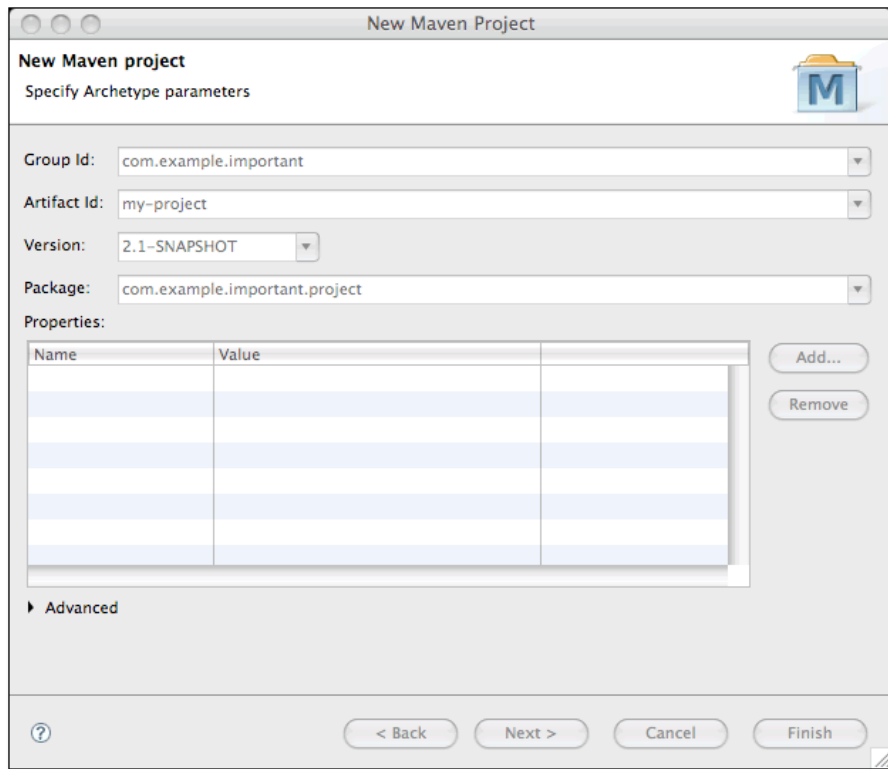 New Maven Project
New Maven project
Specify Archetype parameters
M
Group Id: com.example.important
Artifact Id: my-project
Version: 2.1-SNAPSHOT
Package: com.example.important.project
Properties:
Name Value
Add...
Remove
Advanced
? < Back Next > Cancel Finish